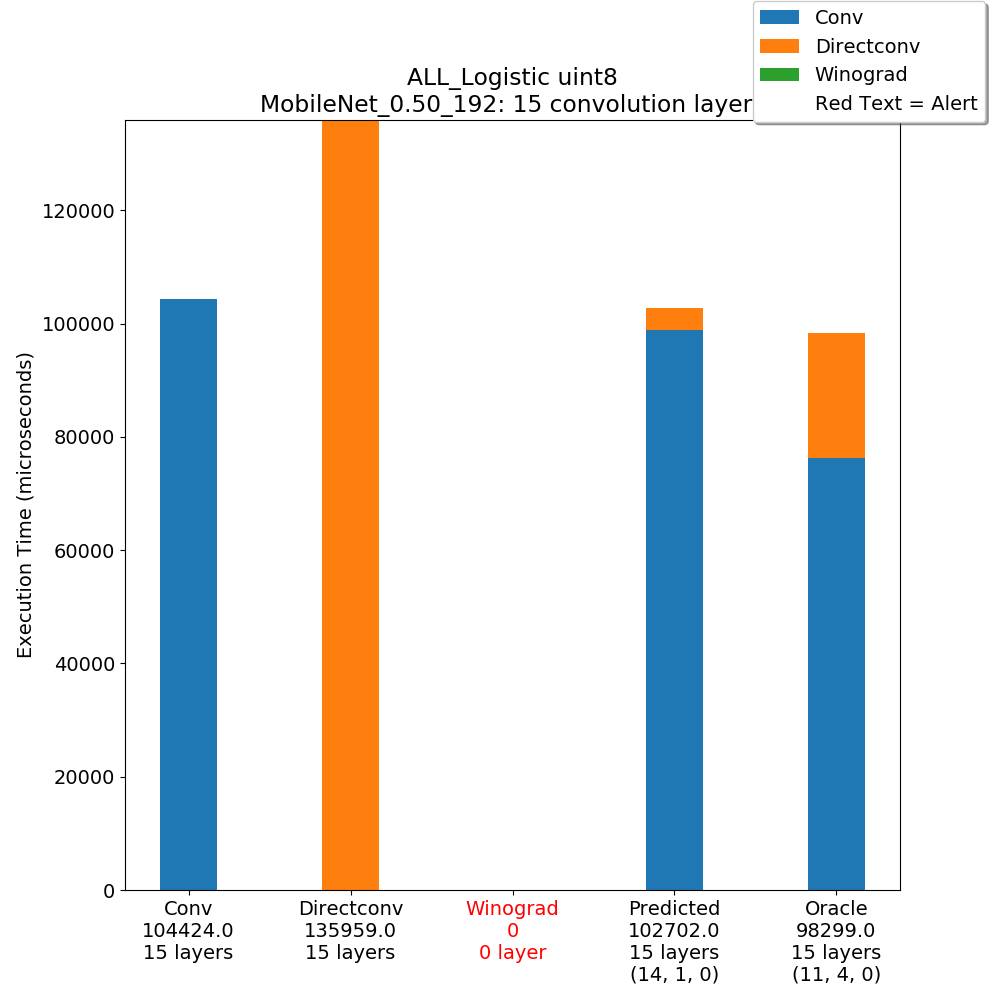 Conv
Directconv
Winograd
Red Text = Alert
ALL_Logistic uint8
MobileNet_0.50_192: 15 convolution layer
Execution Time (microseconds)
120000
100000
80000
60000
40000
20000
0
Conv
104424.0
15 layers
Directconv
135959.0
15 layers
Winograd
0
0 layer
Predicted
102702.0
15 layers
(14, 1, 0)
Oracle
98299.0
15 layers
(11, 4, 0)